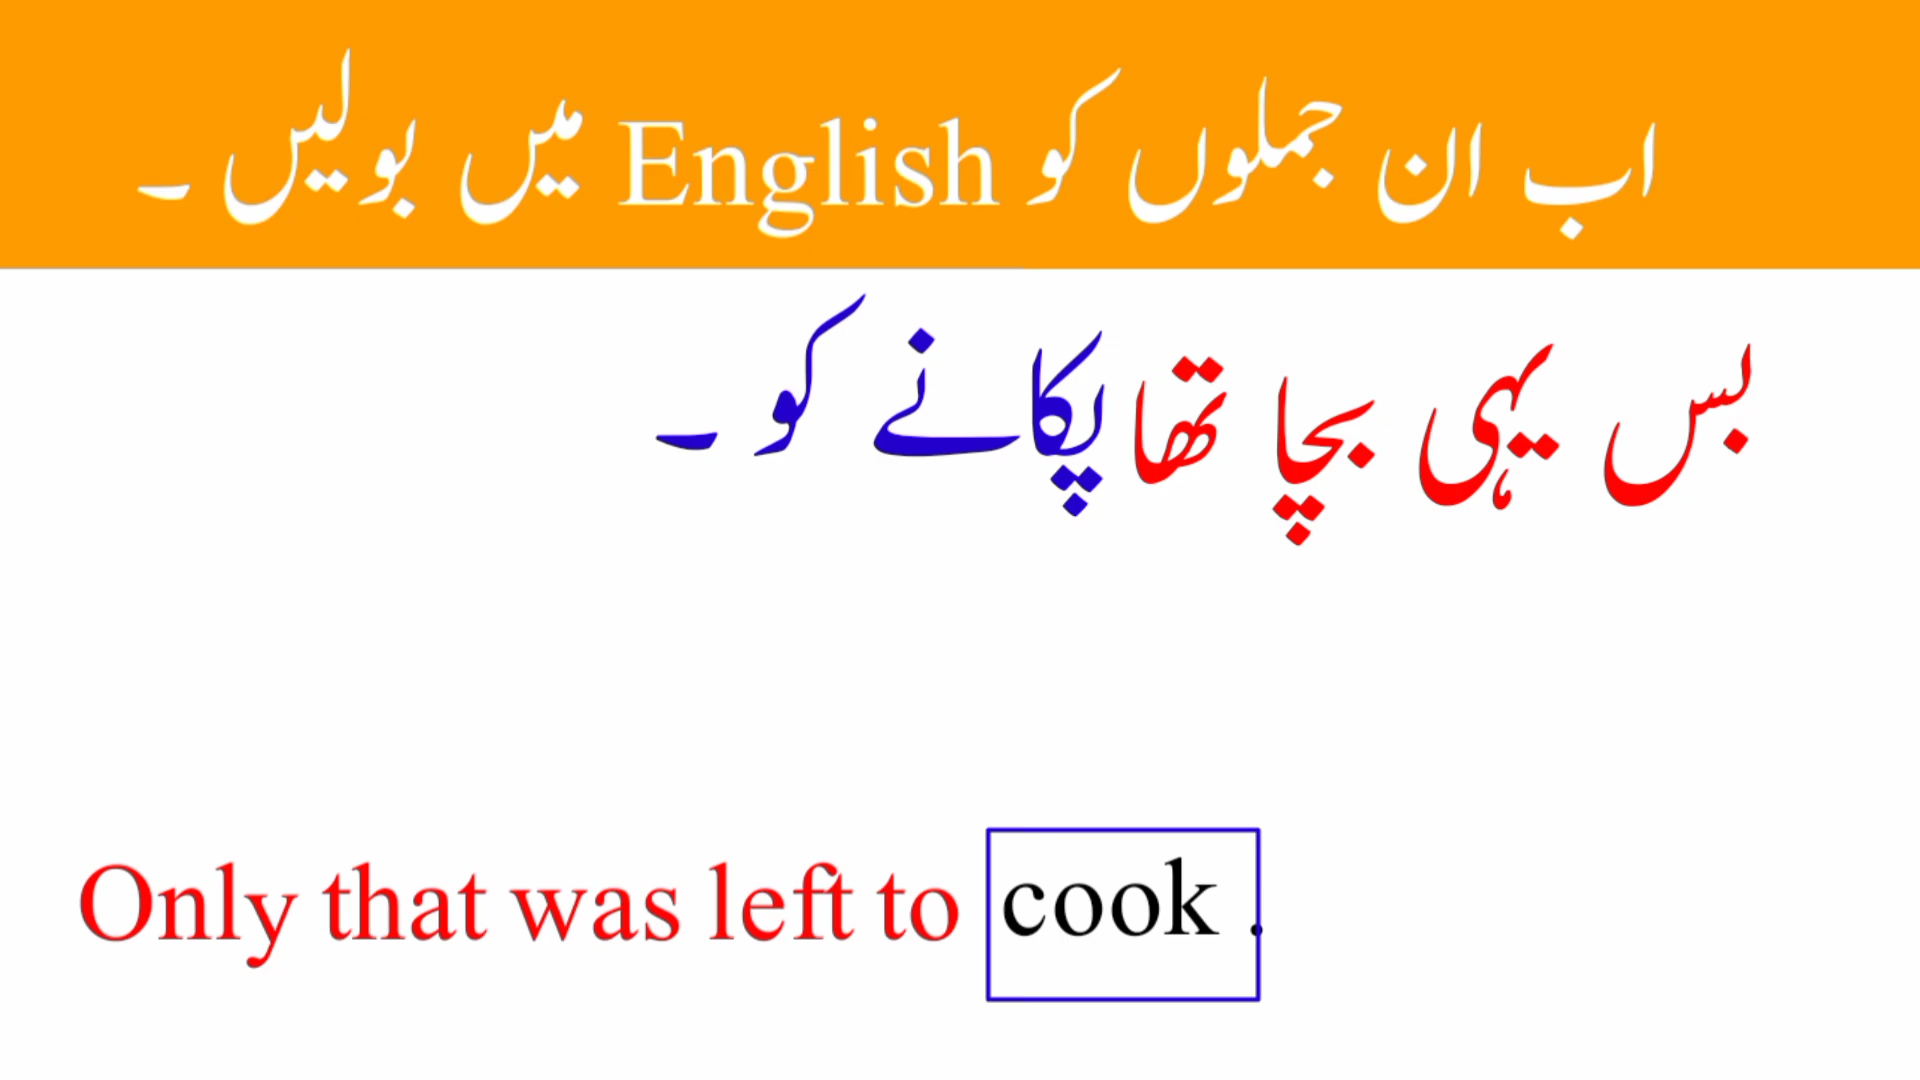 اب ان جملوں کو English میں بولیں ۔
بس یہی بچا تھا پکانے کو ۔
Only that was left to cook .